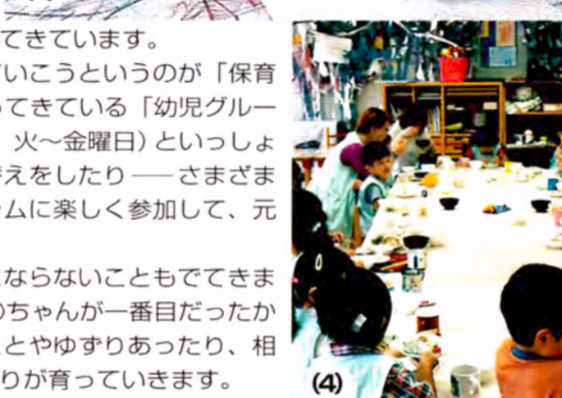 てきています。
いこうというのが「保育
ってきている「幼児グルー
火〜金曜日)といっしょ
替えをしたり――さまざま
ラムに楽しく参加して、元
にならないこともでてきま
のちゃんが一番目だったか
ことやゆずりあったり、相
りが育っていきます。
(4)